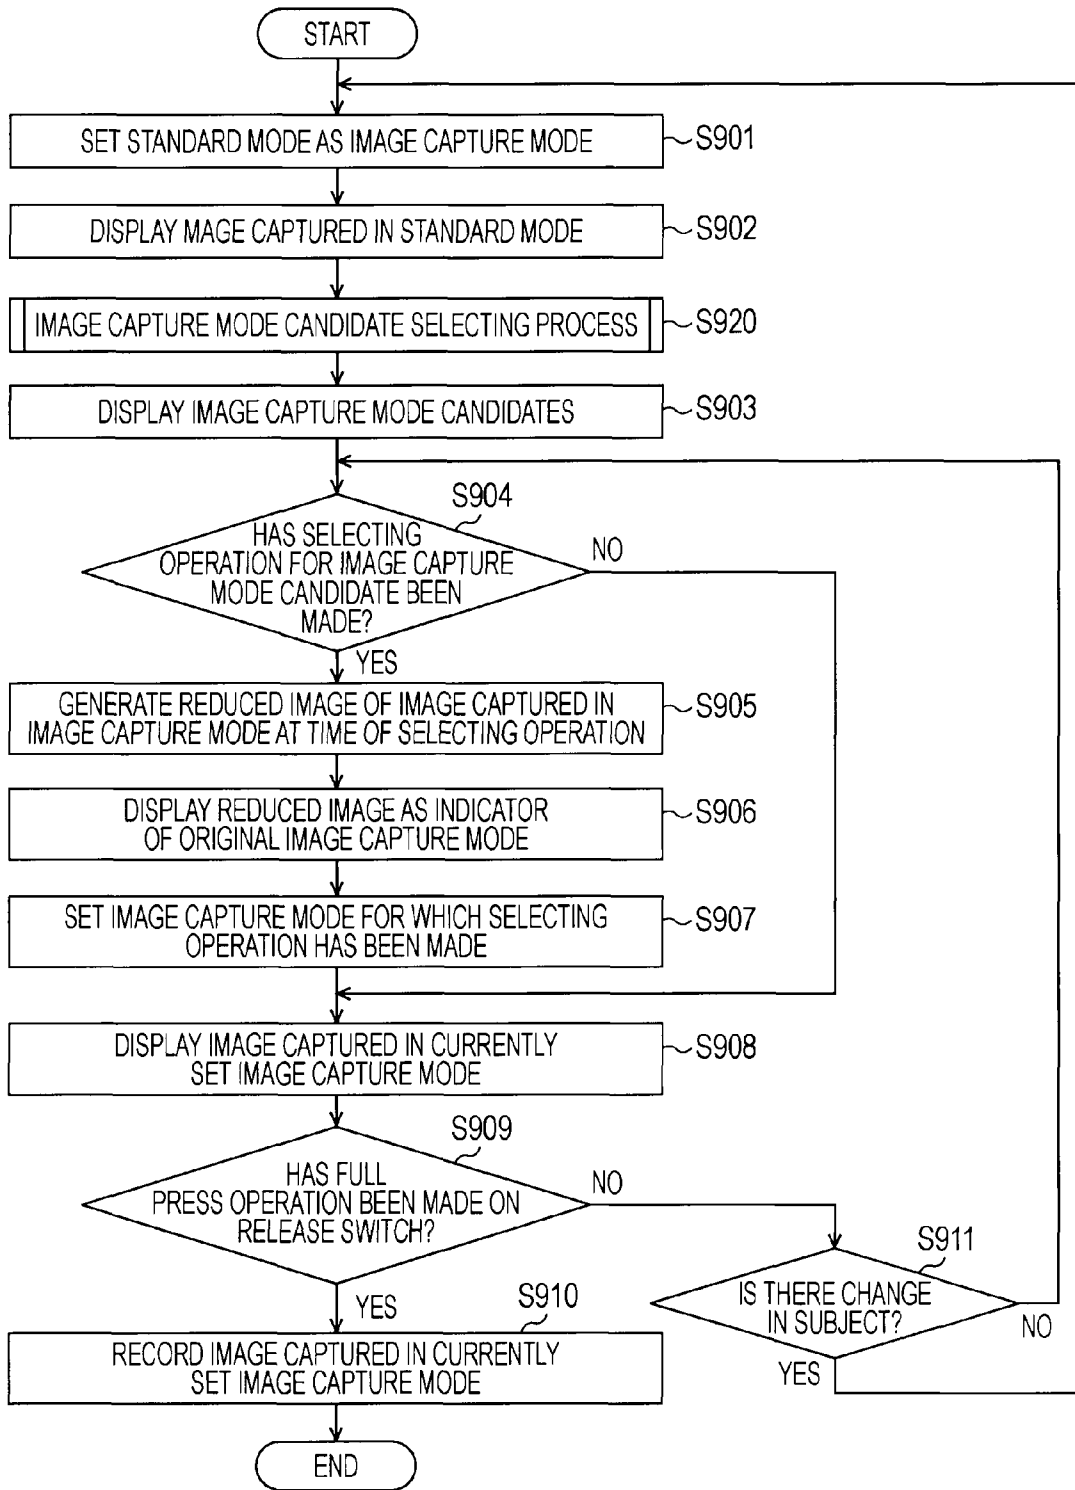 START
SET STANDARD MODE AS IMAGE CAPTURE MODE
S901
DISPLAY MAGE CAPTURED IN STANDARD MODE
S902
IMAGE CAPTURE MODE CANDIDATE SELECTING PROCESS
S920
DISPLAY IMAGE CAPTURE MODE CANDIDATES
S903
S904
HAS SELECTING
OPERATION FOR IMAGE CAPTURE
MODE CANDIDATE BEEN
MADE?
NO
YES
GENERATE REDUCED IMAGE OF IMAGE CAPTURED IN
IMAGE CAPTURE MODE AT TIME OF SELECTING OPERATION
S905
DISPLAY REDUCED IMAGE AS INDICATOR
OF ORIGINAL IMAGE CAPTURE MODE
S906
SET IMAGE CAPTURE MODE FOR WHICH SELECTING
OPERATION HAS BEEN MADE
S907
DISPLAY IMAGE CAPTURED IN CURRENTLY
SET IMAGE CAPTURE MODE
S908
S909
HAS FULL
PRESS OPERATION BEEN MADE ON
RELEASE SWITCH?
NO
YES
S911
IS THERE CHANGE
IN SUBJECT?
NO
YES
S910
RECORD IMAGE CAPTURED IN CURRENTLY
SET IMAGE CAPTURE MODE
END